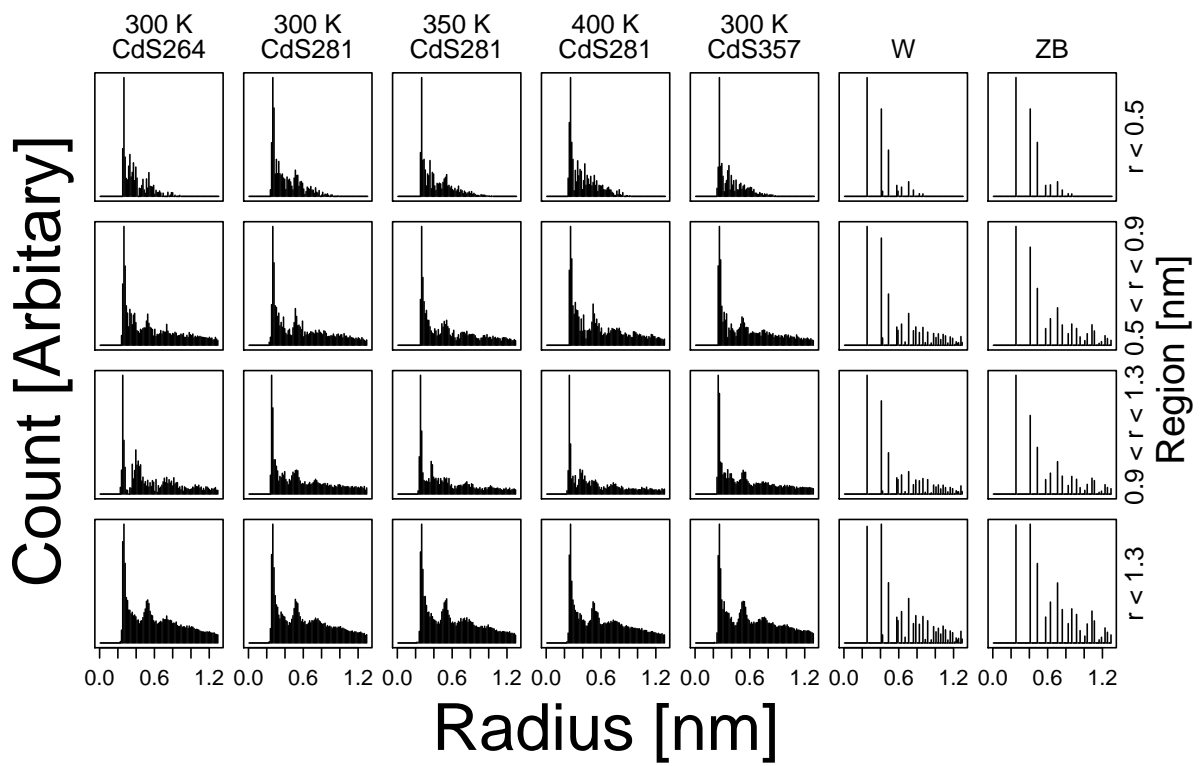 300 K
CdS264
300 K
CdS281
350 K
CdS281
400 K
CdS281
300 K
CdS357
W
ZB
Count [Arbitrary]
r < 0.5
0.5 < r < 0.9
0.9 < r < 1.3
r < 1.3
Region [nm]
0.0 0.6 1.2
0.0 0.6 1.2
0.0 0.6 1.2
0.0 0.6 1.2
0.0 0.6 1.2
0.0 0.6 1.2
0.0 0.6 1.2
Radius [nm]